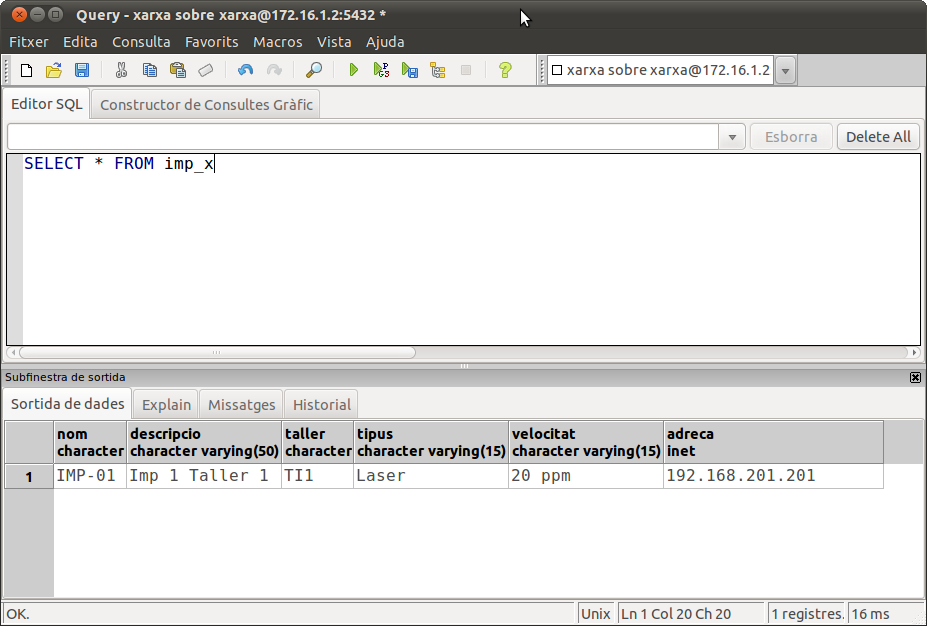 Query - xarxa sobre xarxa@172.16.1.2:5432 *
Fitxer Edita Consulta Favorits Macros Vista Ajuda
xarxa sobre xarxa@172.16.1.2
Editor SQL Constructor de Consultes Gràfic
Esborra Delete All
SELECT * FROM imp_x
Subfinestra de sortida
Sortida de dades Explain Missatges Historial
nom descripcio taller tipus velocitat adreca
character character varying(50) character character varying(15) character varying(15) inet
1 IMP-01 Imp 1 Taller 1 TI1 Laser 20 ppm 192.168.201.201
OK. Unix Ln 1 Col 20 Ch 20 1 registres. 16 ms